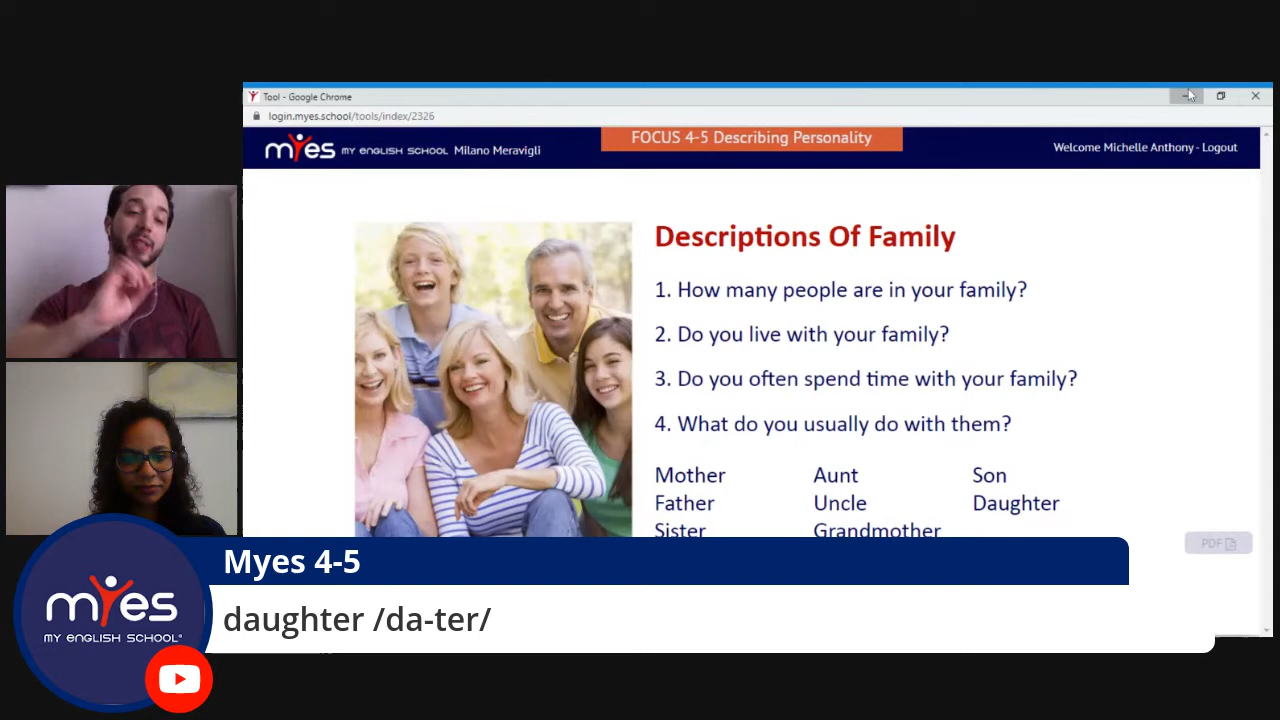 Tool - Google Chrome
login.myes.school/tools/index/2326
myes MY ENGLISH SCHOOL Milano Meravigli
FOCUS 4-5 Describing Personality
Welcome Michelle Anthony - Logout
Descriptions Of Family
1. How many people are in your family?
2. Do you live with your family?
3. Do you often spend time with your family?
4. What do you usually do with them?
Mother Aunt Son
Father Uncle Daughter
Sister Grandmother
PDF
Myes 4-5
daughter /da-ter/
myes
MY ENGLISH SCHOOL